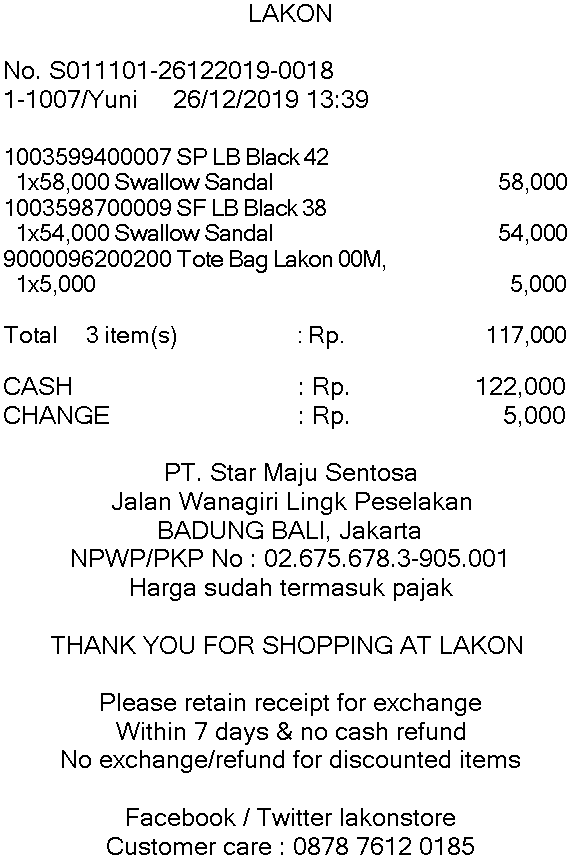 LAKON
No. S011101-26122019-0018
1-1007/Yuni 26/12/2019 13:39
1003599400007 SP LB Black 42
1x58,000 Swallow Sandal 58,000
1003598700009 SF LB Black 38
1x54,000 Swallow Sandal 54,000
9000096200200 Tote Bag Lakon 00M,
1x5,000 5,000
Total 3 item(s) : Rp. 117,000
CASH : Rp. 122,000
CHANGE : Rp. 5,000
PT. Star Maju Sentosa
Jalan Wanagiri Lingk Peselakan
BADUNG BALI, Jakarta
NPWP/PKP No : 02.675.678.3-905.001
Harga sudah termasuk pajak
THANK YOU FOR SHOPPING AT LAKON
Please retain receipt for exchange
Within 7 days & no cash refund
No exchange/refund for discounted items
Facebook / Twitter lakonstore
Customer care : 0878 7612 0185